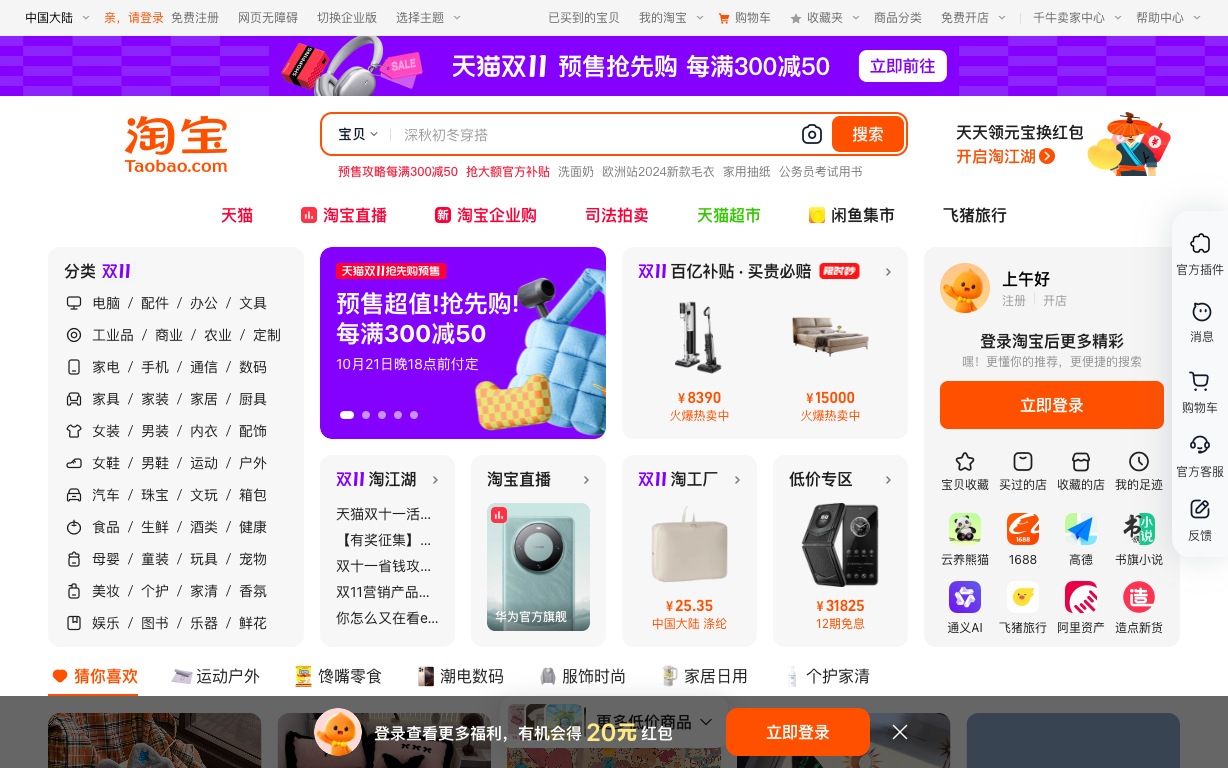 中国大陆 亲，请登录 免费注册 网页无障碍 切换企业版 选择主题 已买到的宝贝 我的淘宝 购物车 收藏夹 商品分类 免费开店 千牛卖家中心 帮助中心
SHOPPING SALE 天猫双11 预售抢先购 每满300减50 立即前往
淘宝
Taobao.com
宝贝 深秋初冬穿搭 搜索
预售攻略每满300减50 抢大额官方补贴 洗面奶 欧洲站2024新款毛衣 家用抽纸 公务员考试用书
天天领元宝换红包
开启淘江湖
天猫 淘宝直播 新 淘宝企业购 司法拍卖 天猫超市 闲鱼集市 飞猪旅行
分类 双11
电脑 / 配件 / 办公 / 文具
工业品 / 商业 / 农业 / 定制
家电 / 手机 / 通信 / 数码
家具 / 家装 / 家居 / 厨具
女装 / 男装 / 内衣 / 配饰
女鞋 / 男鞋 / 运动 / 户外
汽车 / 珠宝 / 文玩 / 箱包
食品 / 生鲜 / 酒类 / 健康
母婴 / 童装 / 玩具 / 宠物
美妆 / 个护 / 家清 / 香氛
娱乐 / 图书 / 乐器 / 鲜花
天猫双11抢先购预售
预售超值!抢先购!
每满300减50
10月21日晚18点前付定
双11 百亿补贴 · 买贵必赔 限时秒
¥8390 ¥15000
火爆热卖中 火爆热卖中
双11 淘江湖
天猫双十一活...
【有奖征集】...
双十一省钱攻...
双11营销产品...
你怎么又在看e...
淘宝直播
华为官方旗舰
双11 淘工厂
¥25.35
中国大陆 涤纶
低价专区
¥31825
12期免息
上午好
注册 开店
登录淘宝后更多精彩
嘿！更懂你的推荐，更便捷的搜索
立即登录
宝贝收藏 买过的店 收藏的店 我的足迹
1688 书旗小说 造
云养熊猫 1688 高德 书旗小说
通义AI 飞猪旅行 阿里资产 造点新货
官方插件
消息
购物车
官方客服
反馈
猜你喜欢 运动户外 馋嘴零食 潮电数码 服饰时尚 家居日用 个护家清
更多低价商品
登录查看更多福利，有机会得 20元 红包 立即登录